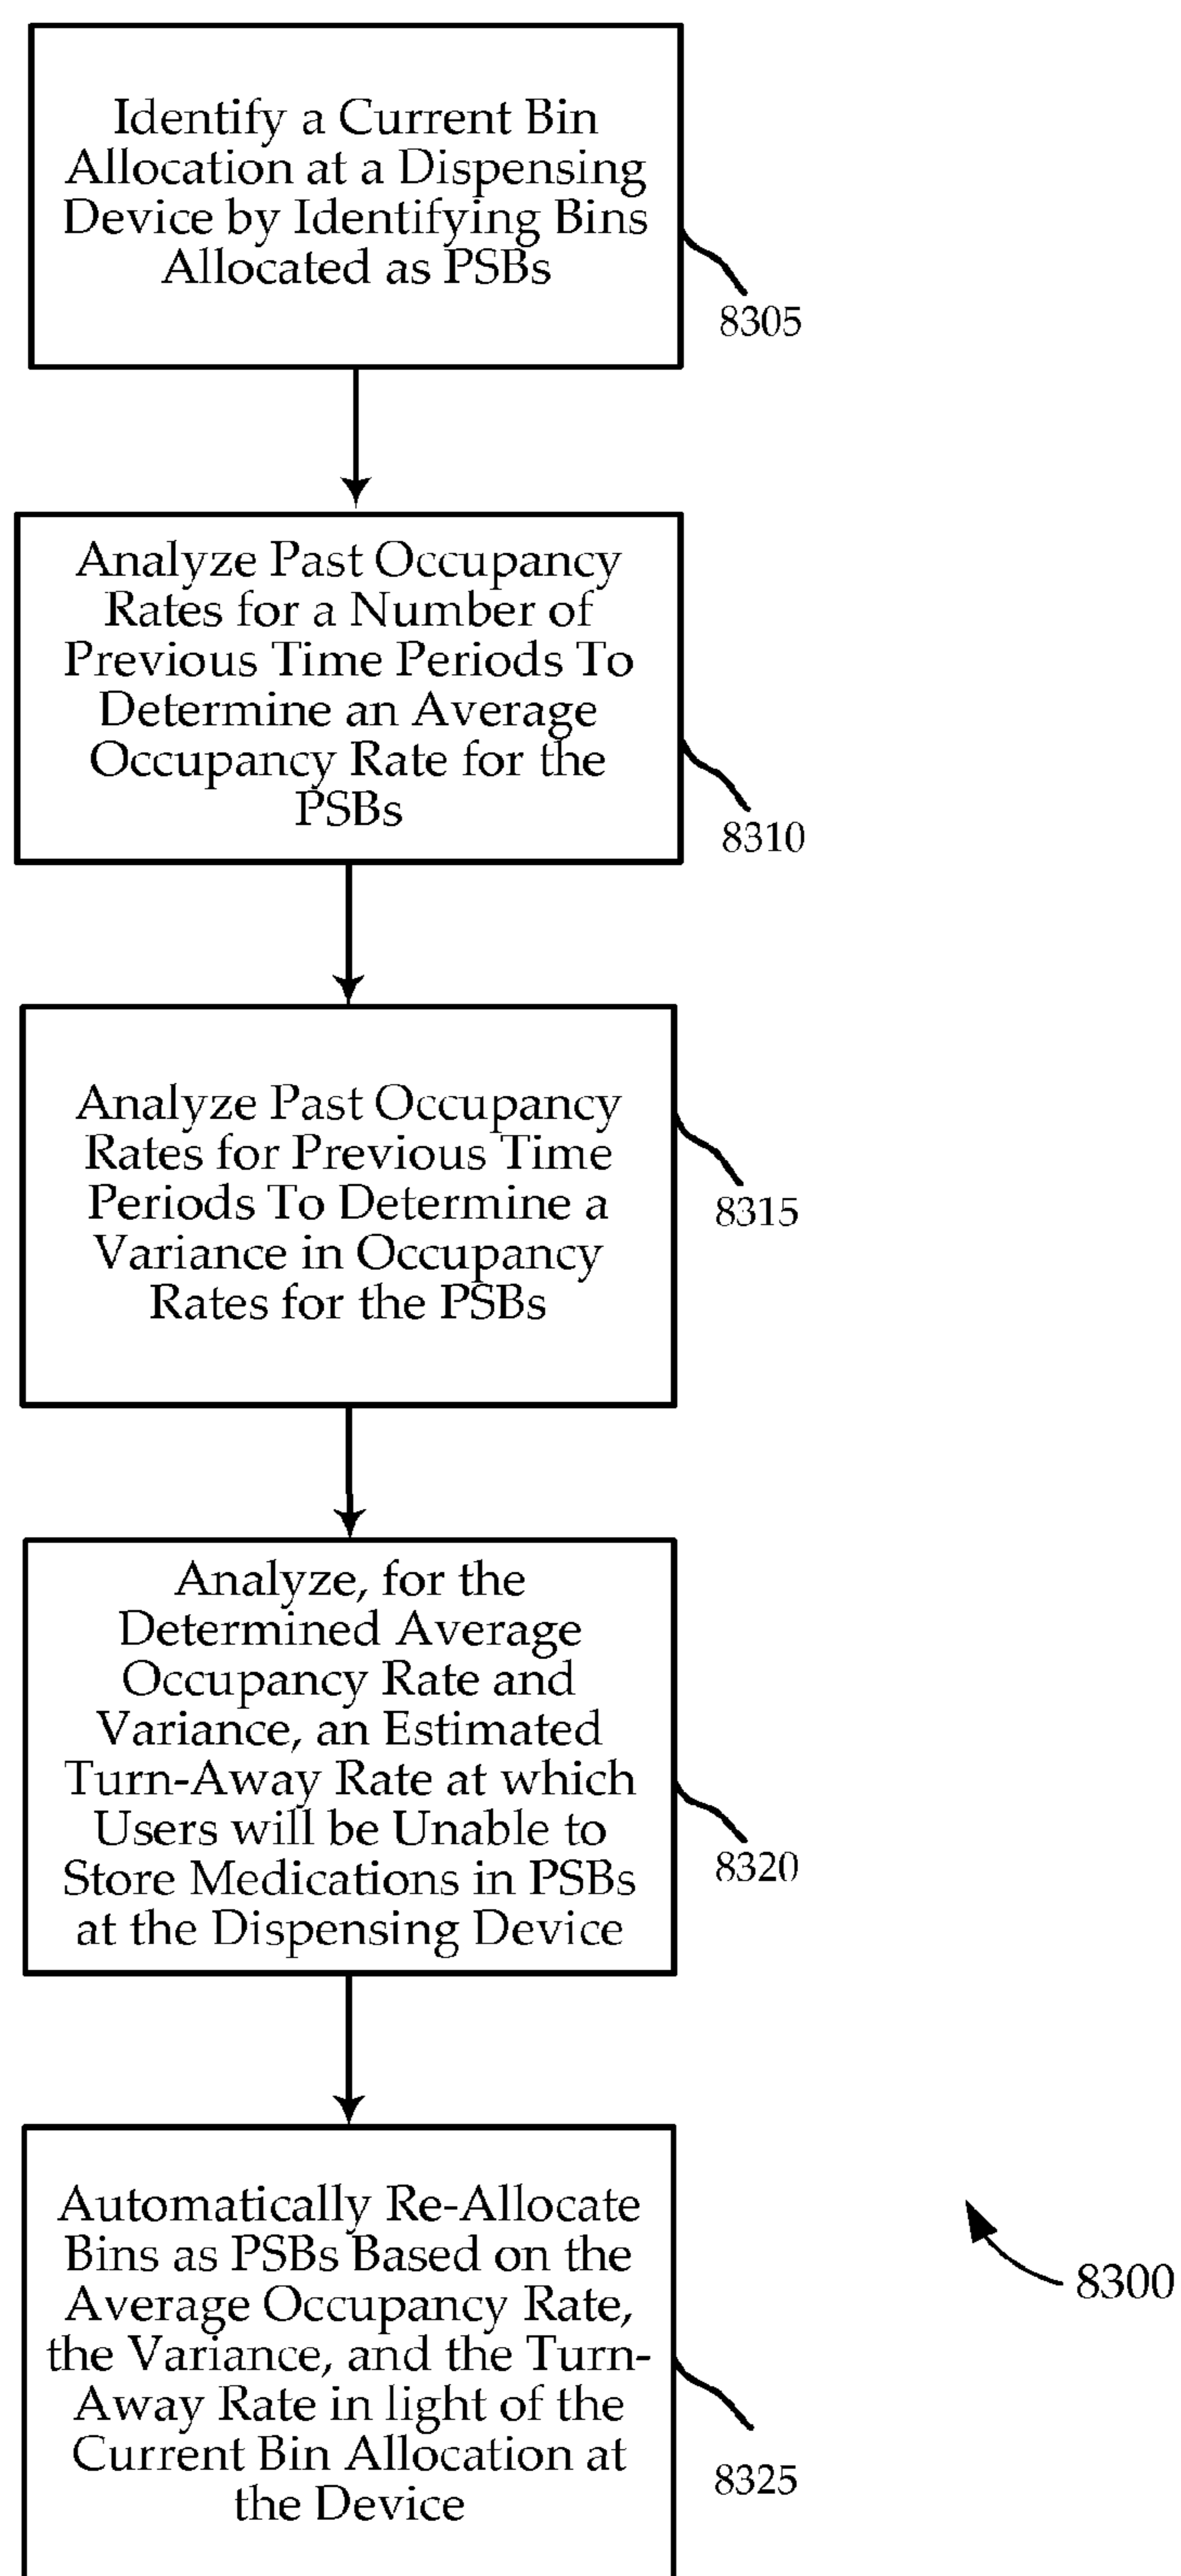 Identify a Current Bin
Allocation at a Dispensing
Device by Identifying Bins
Allocated as PSBs
8305
Analyze Past Occupancy
Rates for a Number of
Previous Time Periods To
Determine an Average
Occupancy Rate for the
PSBs
8310
Analyze Past Occupancy
Rates for Previous Time
Periods To Determine a
Variance in Occupancy
Rates for the PSBs
8315
Analyze, for the
Determined Average
Occupancy Rate and
Variance, an Estimated
Turn-Away Rate at which
Users will be Unable to
Store Medications in PSBs
at the Dispensing Device
8320
Automatically Re-Allocate
Bins as PSBs Based on the
Average Occupancy Rate,
the Variance, and the Turn-
Away Rate in light of the
Current Bin Allocation at
the Device
8325
8300